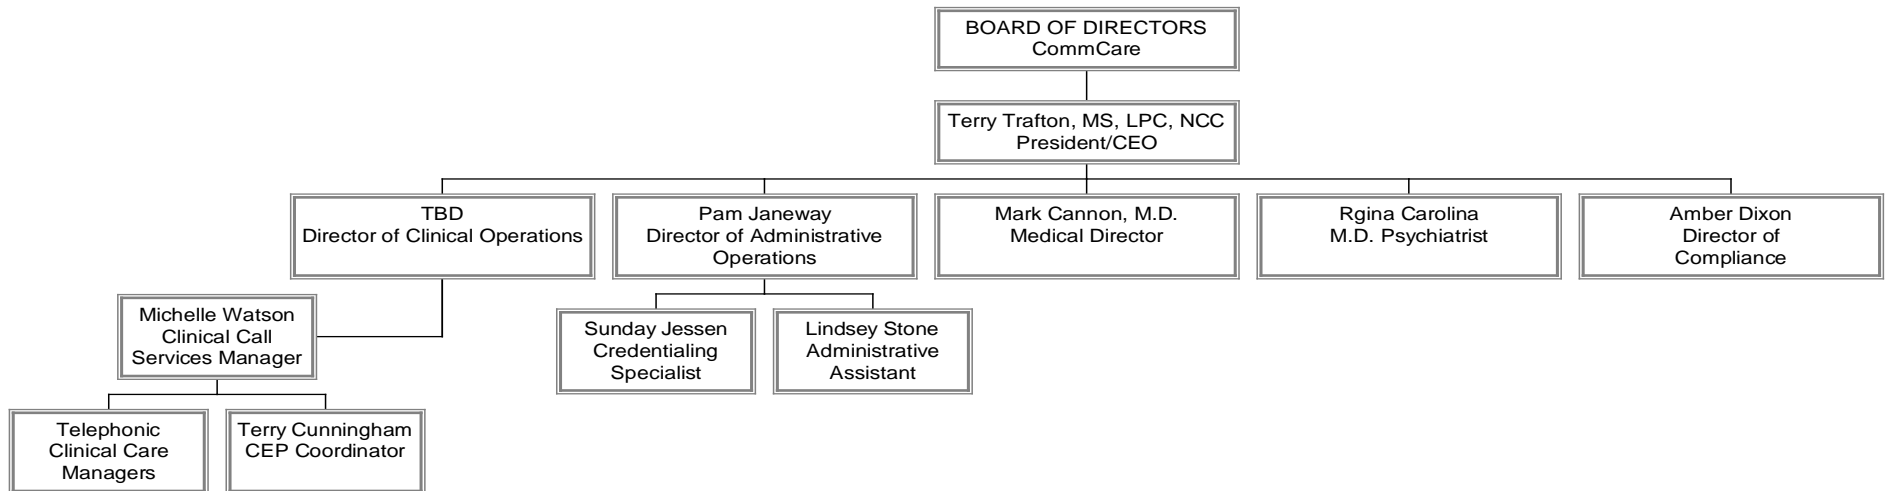 BOARD OF DIRECTORS
CommCare
Terry Trafton, MS, LPC, NCC
President/CEO
TBD
Director of Clinical Operations
Pam Janeway
Director of Administrative
Operations
Mark Cannon, M.D.
Medical Director
Rgina Carolina
M.D. Psychiatrist
Amber Dixon
Director of
Compliance
Michelle Watson
Clinical Call
Services Manager
Sunday Jessen
Credentialing
Specialist
Lindsey Stone
Administrative
Assistant
Telephonic
Clinical Care
Managers
Terry Cunningham
CEP Coordinator